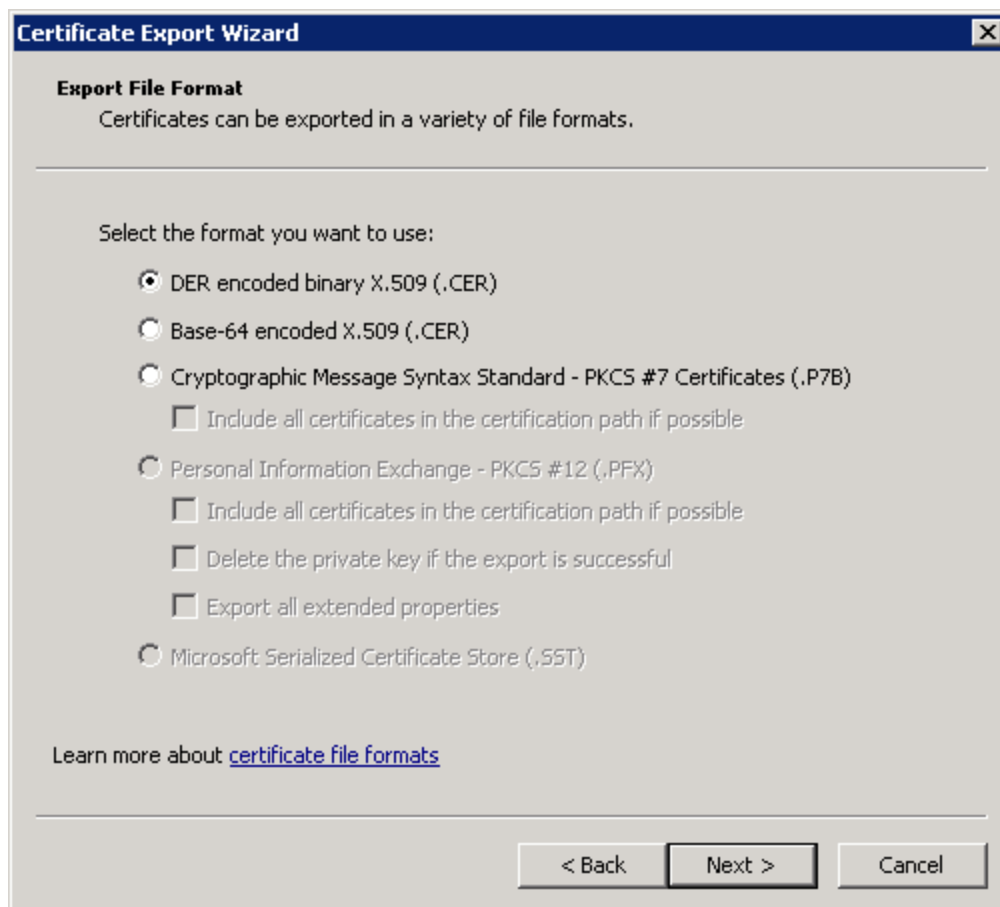 Certificate Export Wizard
Export File Format
Certificates can be exported in a variety of file formats.
Select the format you want to use:
DER encoded binary X.509 (.CER)
Base-64 encoded X.509 (.CER)
Cryptographic Message Syntax Standard - PKCS #7 Certificates (.P7B)
Include all certificates in the certification path if possible
Personal Information Exchange - PKCS #12 (.PFX)
Include all certificates in the certification path if possible
Delete the private key if the export is successful
Export all extended properties
Microsoft Serialized Certificate Store (.SST)
Learn more about certificate file formats
< Back Next > Cancel